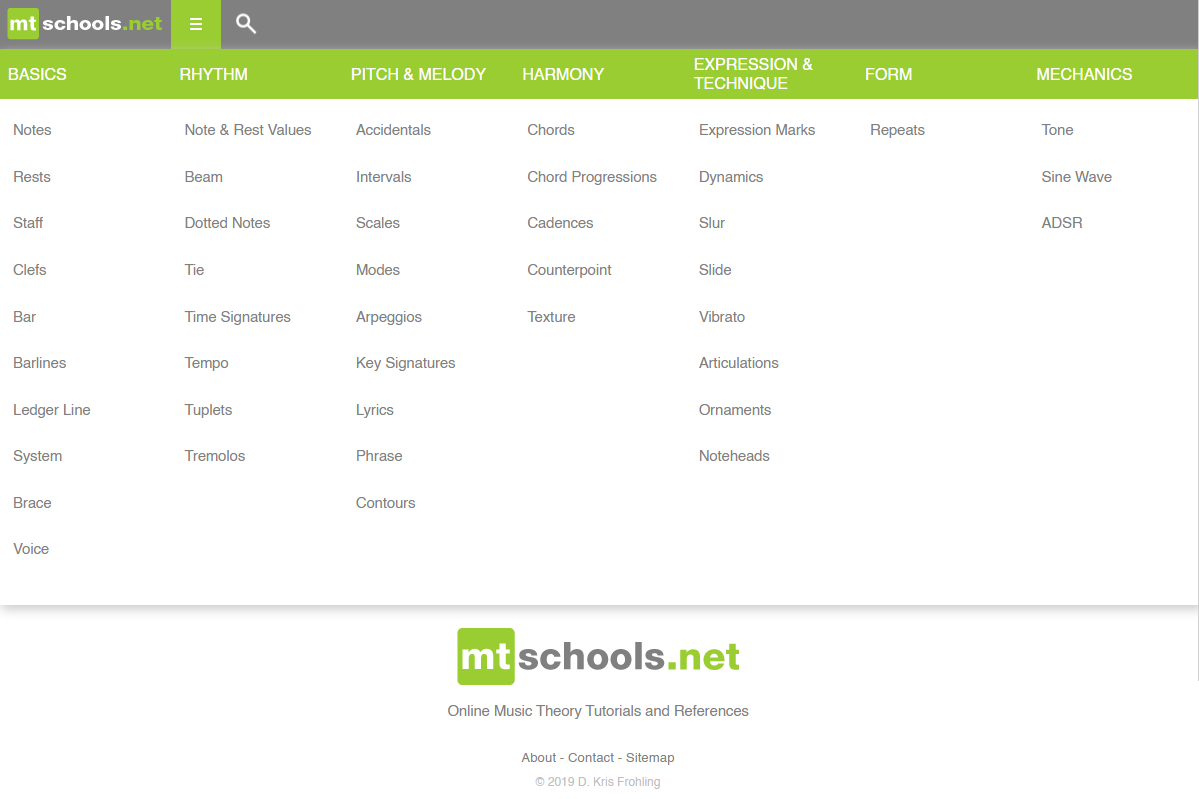 mt schools.net
BASICS
Notes
Rests
Staff
Clefs
Bar
Barlines
Ledger Line
System
Brace
Voice
RHYTHM
Note & Rest Values
Beam
Dotted Notes
Tie
Time Signatures
Tempo
Tuplets
Tremolos
PITCH & MELODY
Accidentals
Intervals
Scales
Modes
Arpeggios
Key Signatures
Lyrics
Phrase
Contours
HARMONY
Chords
Chord Progressions
Cadences
Counterpoint
Texture
EXPRESSION &
TECHNIQUE
Expression Marks
Dynamics
Slur
Slide
Vibrato
Articulations
Ornaments
Noteheads
FORM
Repeats
MECHANICS
Tone
Sine Wave
ADSR
mt schools.net
Online Music Theory Tutorials and References
About - Contact - Sitemap
© 2019 D. Kris Frohling